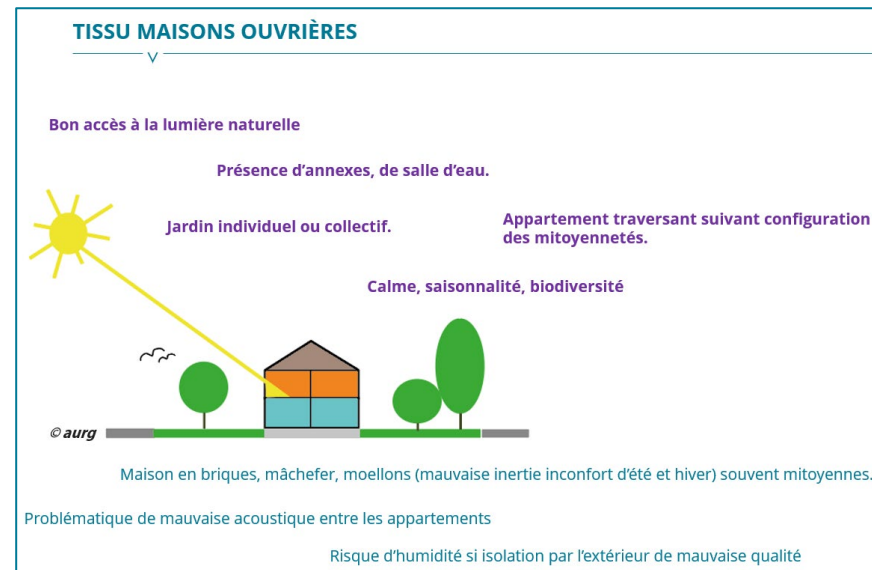 TISSU MAISONS OUVRIÈRES
Bon accès à la lumière naturelle
Présence d'annexes, de salle d'eau.
Jardin individuel ou collectif.
Appartement traversant suivant configuration
des mitoyennetés.
Calme, saisonnalité, biodiversité
© aurg
Maison en briques, mâchefer, moellons (mauvaise inertie inconfort d'été et hiver) souvent mitoyennes.
Problématique de mauvaise acoustique entre les appartements
Risque d'humidité si isolation par l'extérieur de mauvaise qualité